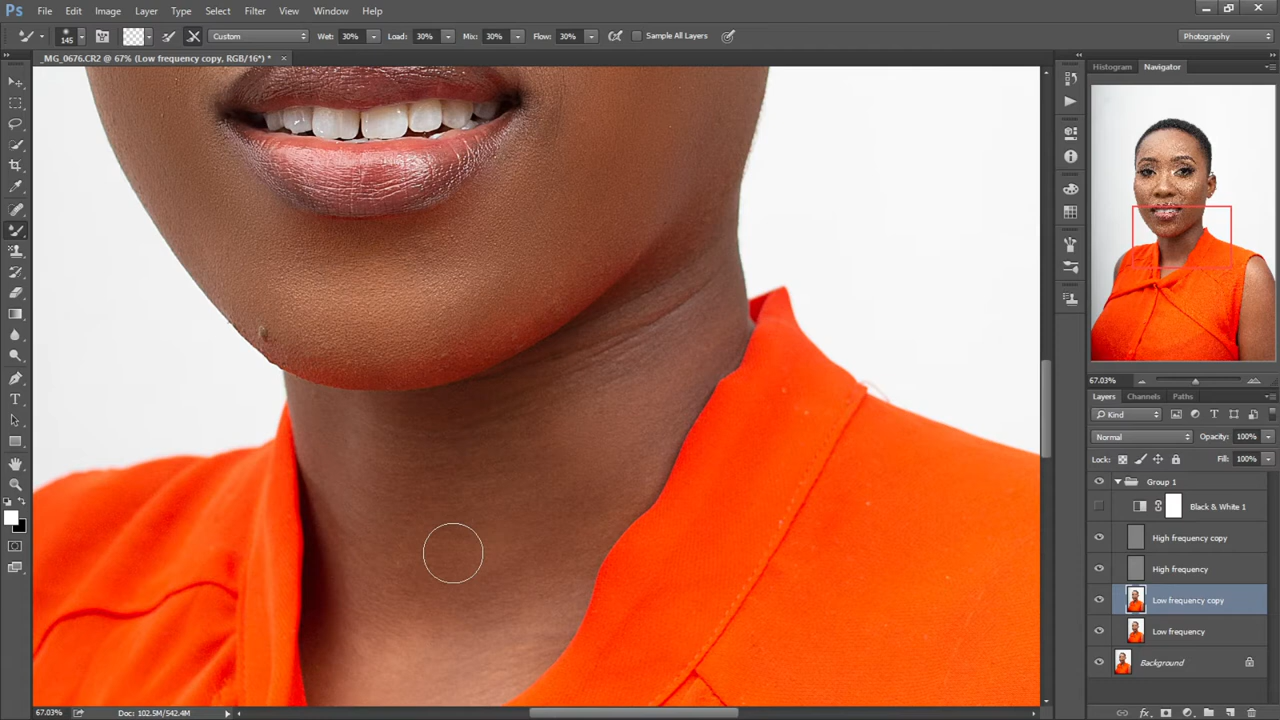 Ps File Edit Image Layer Type Select Filter View Window Help
145 Custom Wet: 30% Load: 30% Mix: 30% Flow: 30% Sample All Layers Photography
_MG_0676.CR2 @ 67% (Low frequency copy, RGB/16*) * ×
Histogram Navigator
67.03%
Layers Channels Paths
Kind
Normal Opacity: 100%
Lock: Fill: 100%
Group 1
Black & White 1
High frequency copy
High frequency
Low frequency copy
Low frequency
Background
67.03% Doc: 102.5M/542.4M